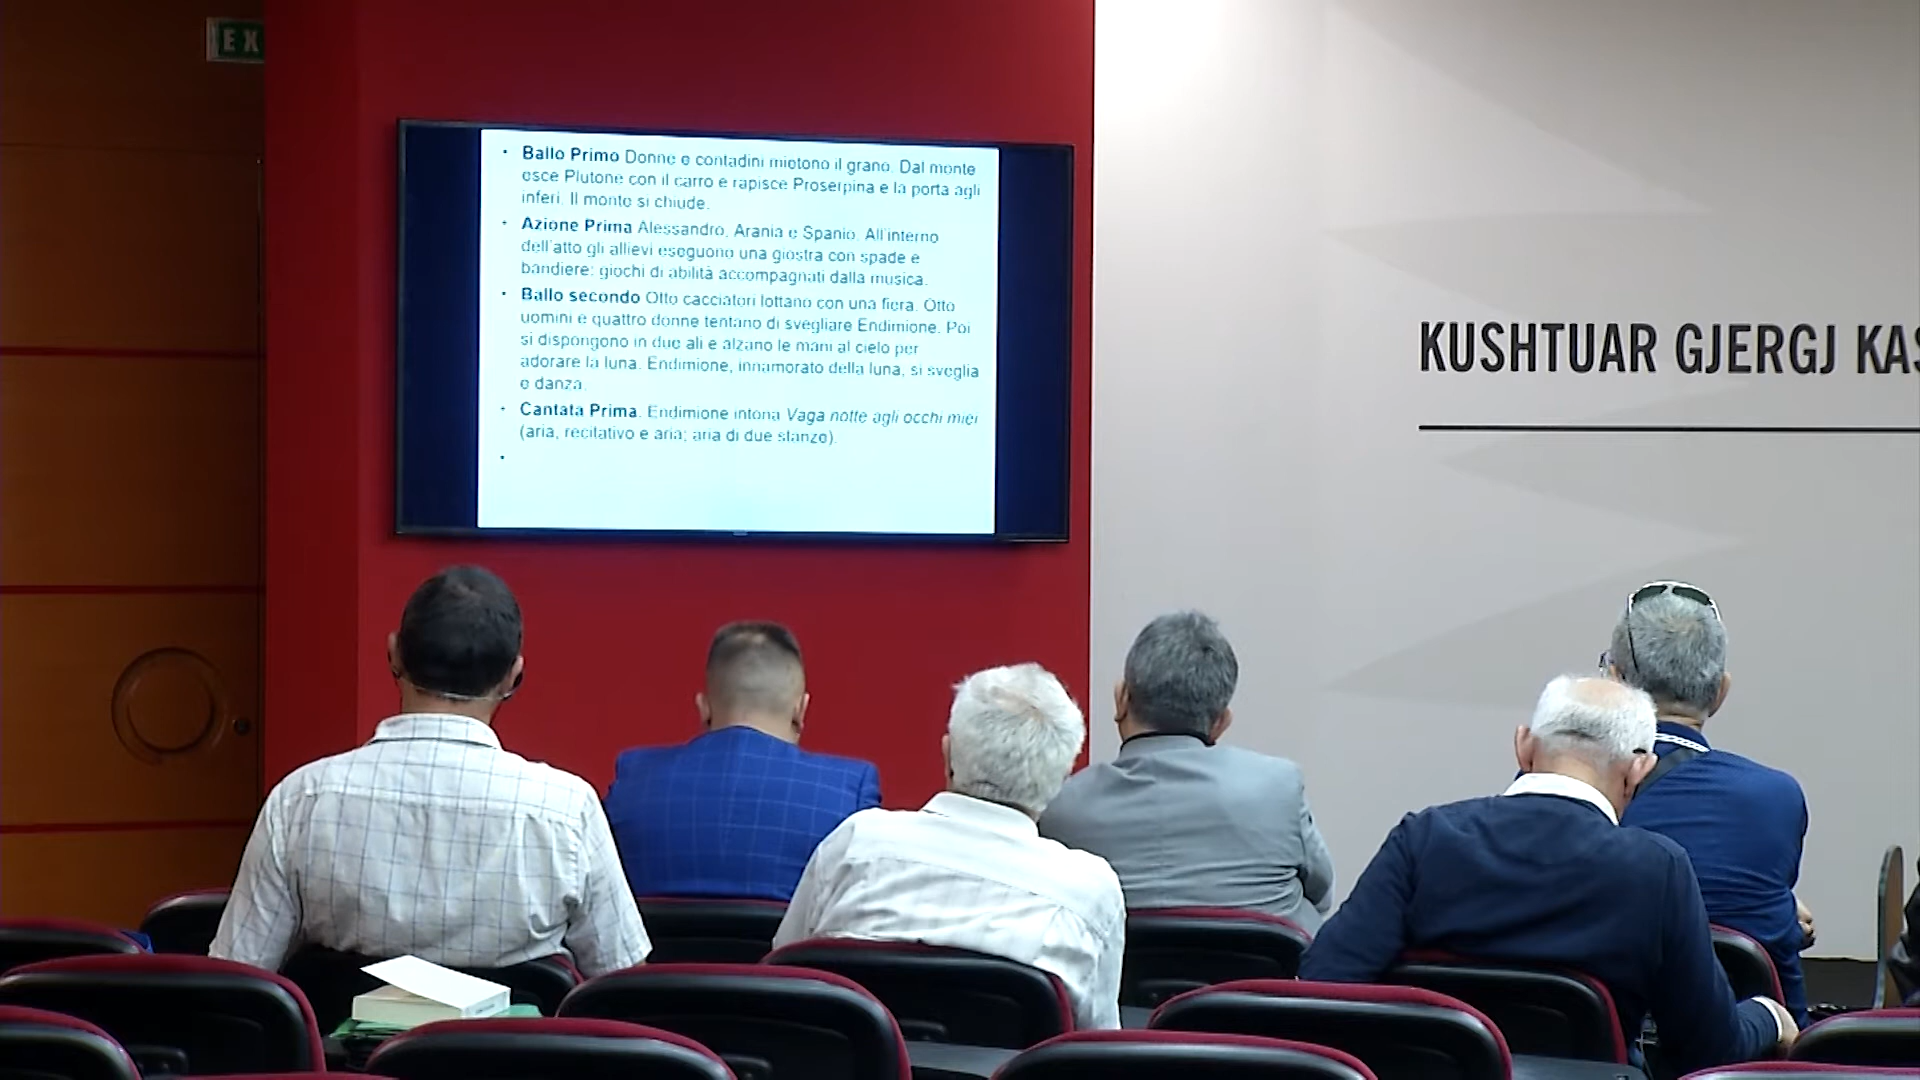 EX
• Ballo Primo Donne e contadini mietono il grano. Dal monte
esce Plutone con il carro e rapisce Proserpina e la porta agli
inferi. Il monte si chiude.
• Azione Prima Alessandro, Arania e Spanio. All'interno
dell'atto gli allievi eseguono una giostra con spade e
bandiere: giochi di abilità accompagnati dalla musica.
• Ballo secondo Otto cacciatori lottano con una fiera. Otto
uomini e quattro donne tentano di svegliare Endimione. Poi
si dispongono in due ali e alzano le mani al cielo per
adorare la luna. Endimione, innamorato della luna, si sveglia
e danza.
• Cantata Prima. Endimione intona Vaga notte agli occhi miei
(aria, recitativo e aria; aria di due stanze).
•
KUSHTUAR GJERGJ KAS